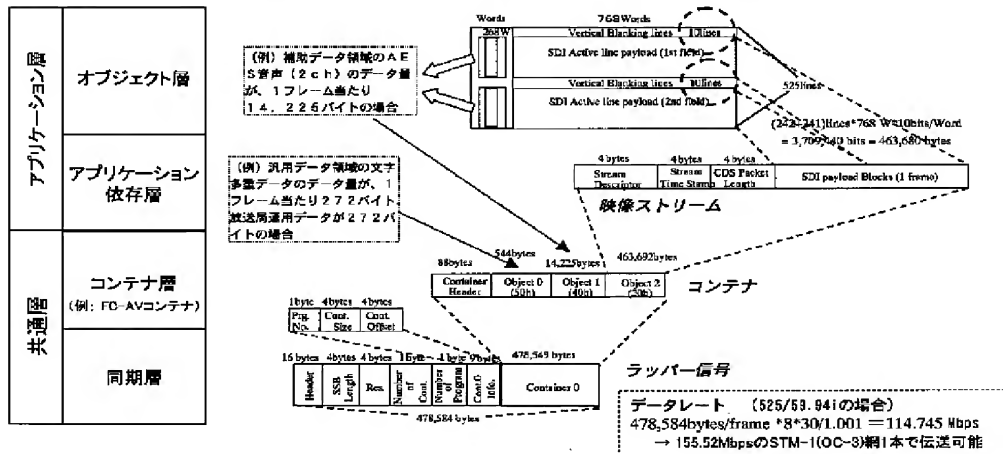 アプリケーション層
共通層
オブジェクト層
アプリケーション
依存層
コンテナ層
(例: FC-AVコンテナ)
同期層
(例)補助データ領域のAE
S音声(2ch)のデータ量
が、1フレーム当たり
14,225バイトの場合
(例)汎用データ領域の文字
多重データのデータ量が、1
フレーム当たり272バイト
放送局運用データが272バ
イトの場合
Words
268W
768Words
Vertical Blanking lines
10lines
SDI Active line payload (1st field)
Vertical Blanking lines
10lines
SDI Active line payload (2nd field)
525lines
(242+241)lines*768 W*10bits/Word
= 3,709,440 bits = 463,680 bytes
4 bytes
4 bytes
4 bytes
Stream
Descriptor
Stream
Time Stamp
CDS Packet
Length
SDI payload Blocks (1 frame)
映像ストリーム
88bytes
544bytes
14,225bytes
463,692bytes
Container
Header
Object 0
(50h)
Object 1
(40h)
Object 2
コンテナ
1byte
4bytes
4bytes
Prg.
No.
Cont.
Size
Cont.
Offset
16 bytes
4bytes
4 bytes
1byte
1byte
9bytes
478,549 bytes
Header
SSB
Length
Res.
Number
of
Cont.
Number
of
Program
Cont.0
Info.
Container 0
478,584 bytes
ラッパー信号
データレート (525/59.94iの場合)
478,584bytes/frame *8*30/1.001 =114.745 Mbps
→ 155.52MbpsのSTM-1(OC-3)網1本で伝送可能